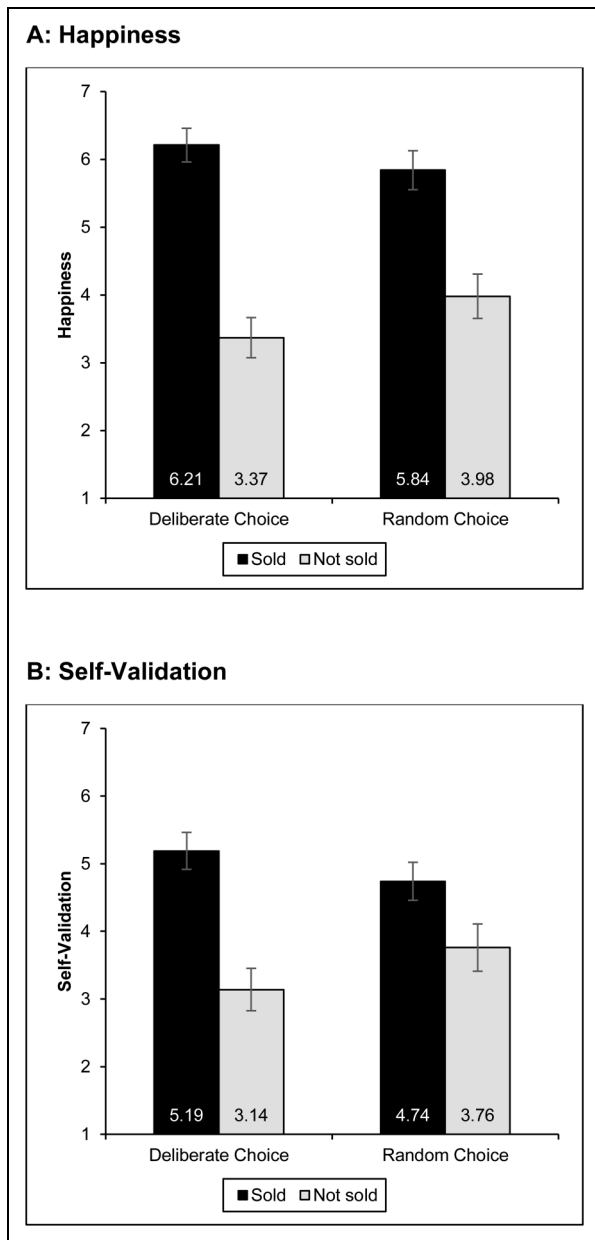 A: Happiness
7
6
5
4
3
2
1
Happiness
6.21 3.37 5.84 3.98
Deliberate Choice Random Choice
Sold Not sold
B: Self-Validation
7
6
5
4
3
2
1
Self-Validation
5.19 3.14 4.74 3.76
Deliberate Choice Random Choice
Sold Not sold